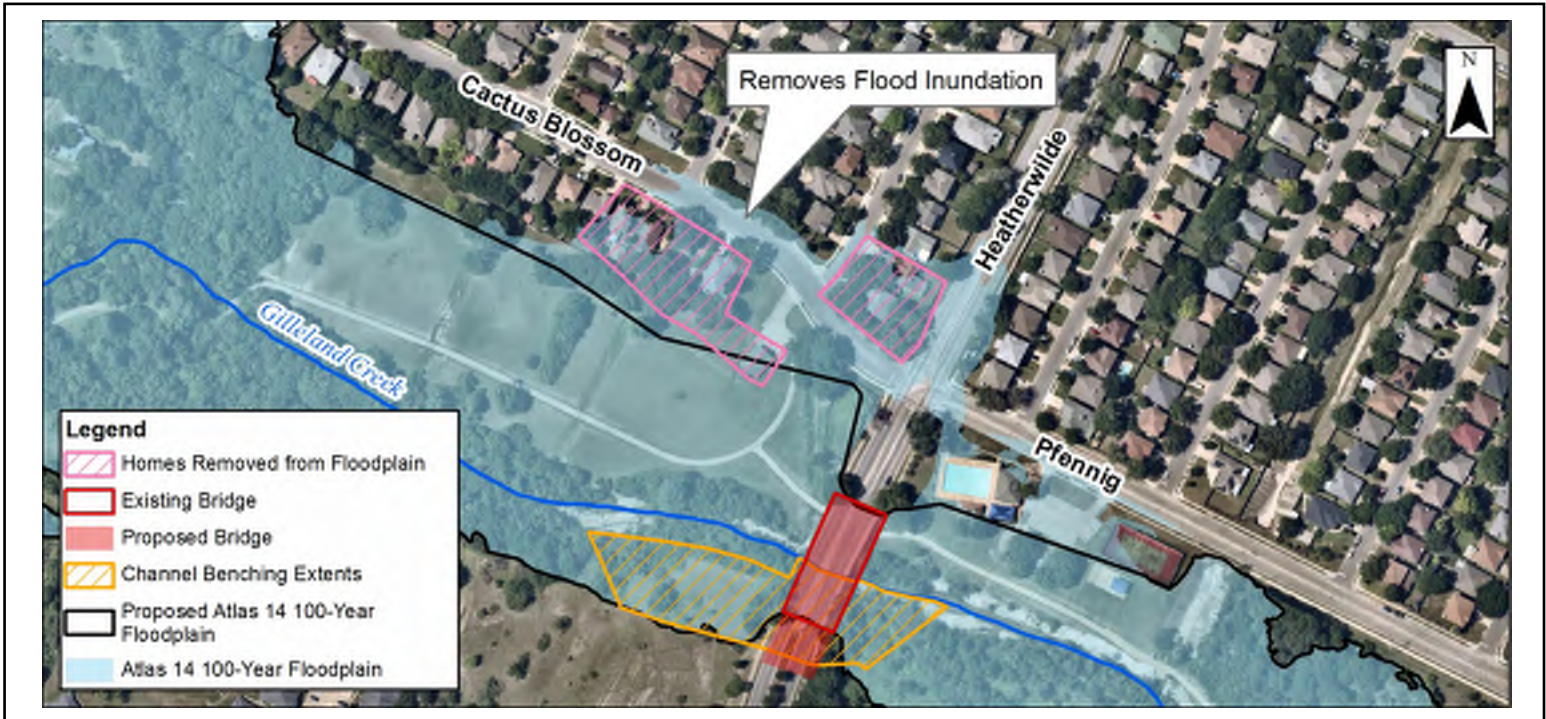 Removes Flood Inundation
N
Cactus Blossom
Heatherwilde
Gilleland Creek
Pfennig
Legend
Homes Removed from Floodplain
Existing Bridge
Proposed Bridge
Channel Benching Extents
Proposed Atlas 14 100-Year
Floodplain
Atlas 14 100-Year Floodplain